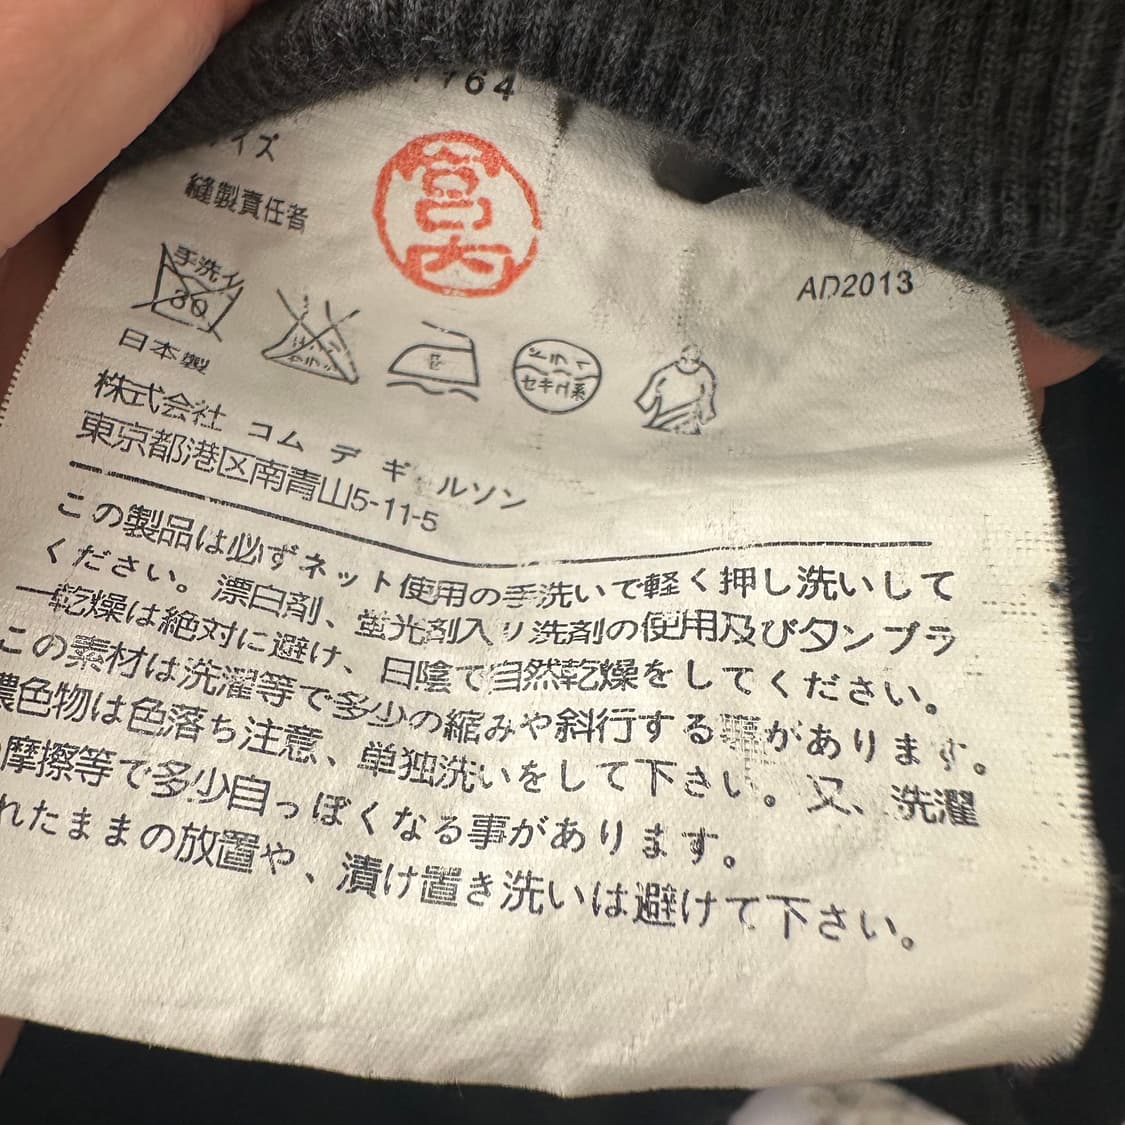 764
イズ
縫製責任者
宮内
AD2013
手洗イ
30
セキユ系
日本製
株式会社 コム デ ギ ルソン
東京都港区南青山5-11-5
この製品は必ずネット使用の手洗いで軽く押し洗いして
ください。漂白剤、蛍光剤入り洗剤の使用及びタンブラ
ー乾燥は絶対に避け、日陰で自然乾燥をしてください。
この素材は洗濯等で多少の縮みや斜行する事があります。
濃色物は色落ち注意、単独洗いをして下さい。又、洗濯
摩擦等で多少白っぽくなる事があります。
れたままの放置や、漬け置き洗いは避けて下さい。